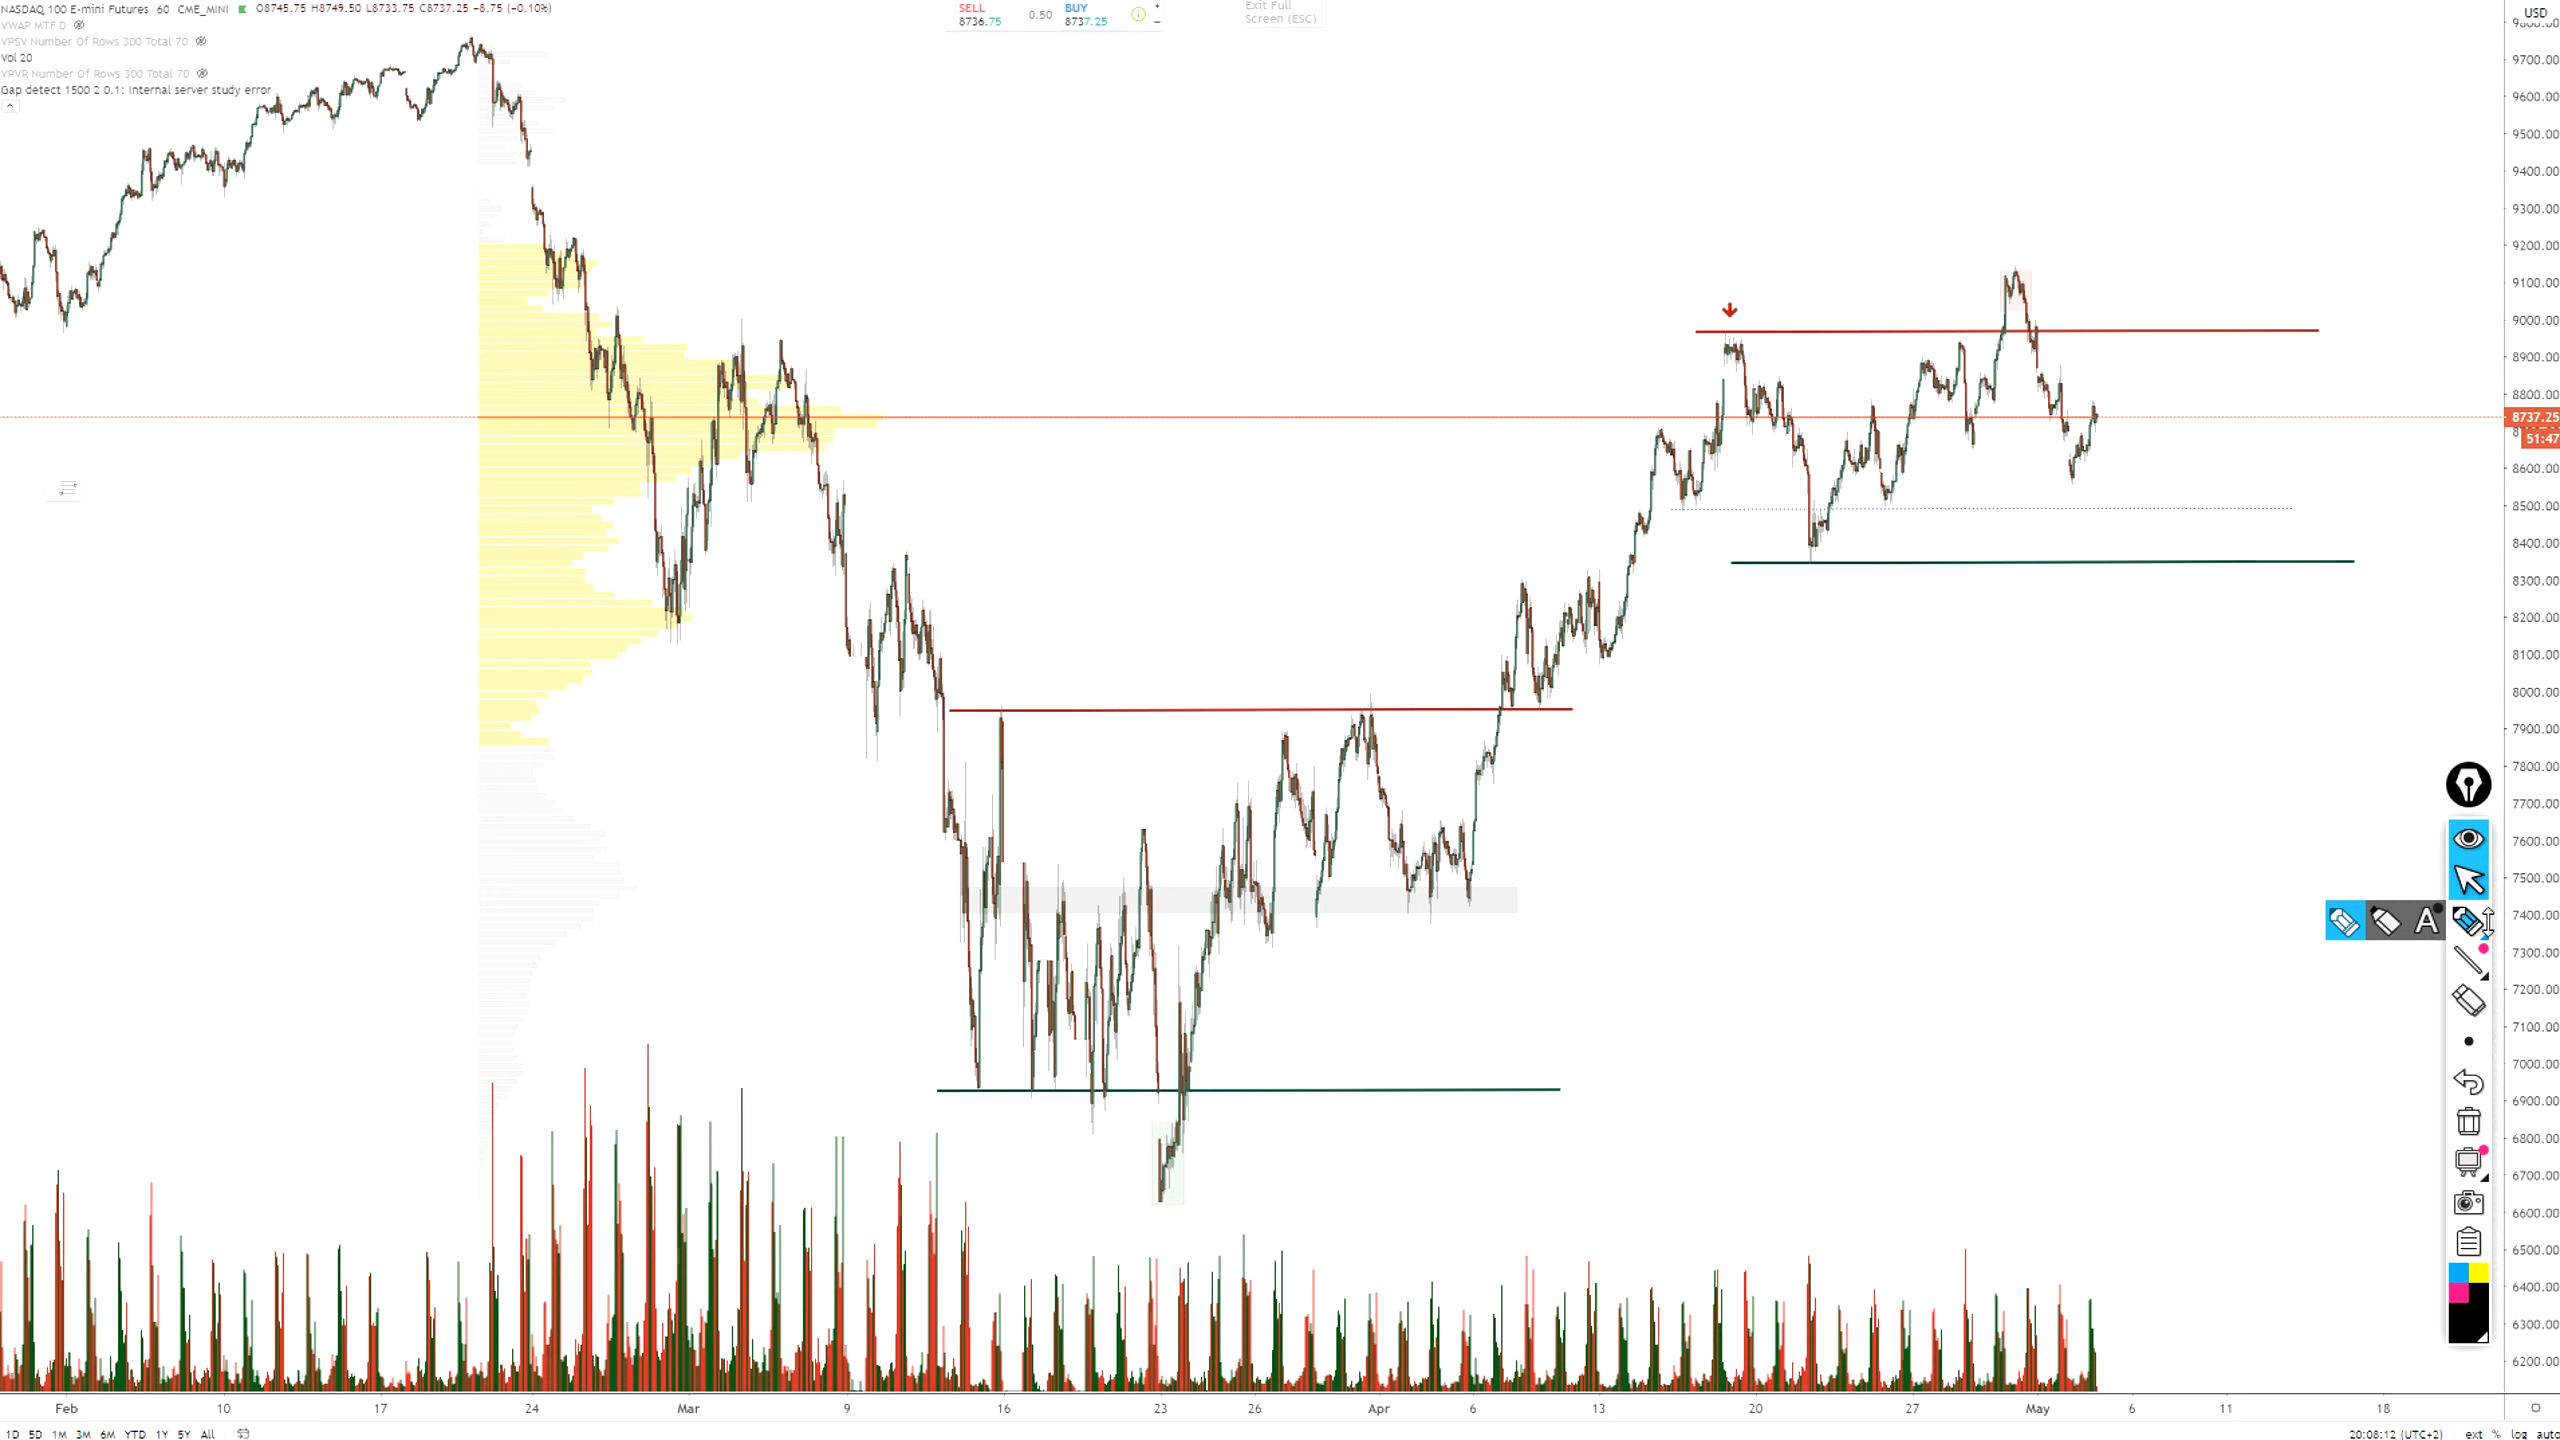 NASDAQ 100 E-mini Futures 60 CME_MINI O8745.75 H8749.50 L8733.75 C8737.25 −8.75 (−0.10%)
VWAP MTF D
VPSV Number Of Rows 300 Total 70
Vol 20
VPVR Number Of Rows 300 Total 70
Gap detect 1500 2 0.1: Internal server study error
SELL
8736.75
0.50
BUY
8737.25
Exit Full
Screen (ESC)
USD
9700.00
9600.00
9500.00
9400.00
9300.00
9200.00
9100.00
9000.00
8900.00
8800.00
8737.25
51:47
8600.00
8500.00
8400.00
8300.00
8200.00
8100.00
8000.00
7900.00
7800.00
7700.00
7600.00
7500.00
7400.00
7300.00
7200.00
7100.00
7000.00
6900.00
6800.00
6700.00
6600.00
6500.00
6400.00
6300.00
6200.00
A
Feb 10 17 24 Mar 9 16 23 26 Apr 6 13 20 27 May 6 11 18
1D 5D 1M 3M 6M YTD 1Y 5Y All
20:08:12 (UTC+2) ext % log auto